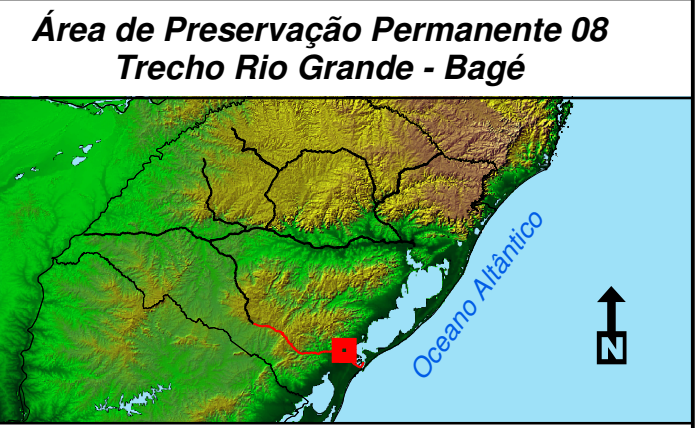 Área de Preservação Permanente 08
Trecho Rio Grande - Bagé
Oceano Altântico
N